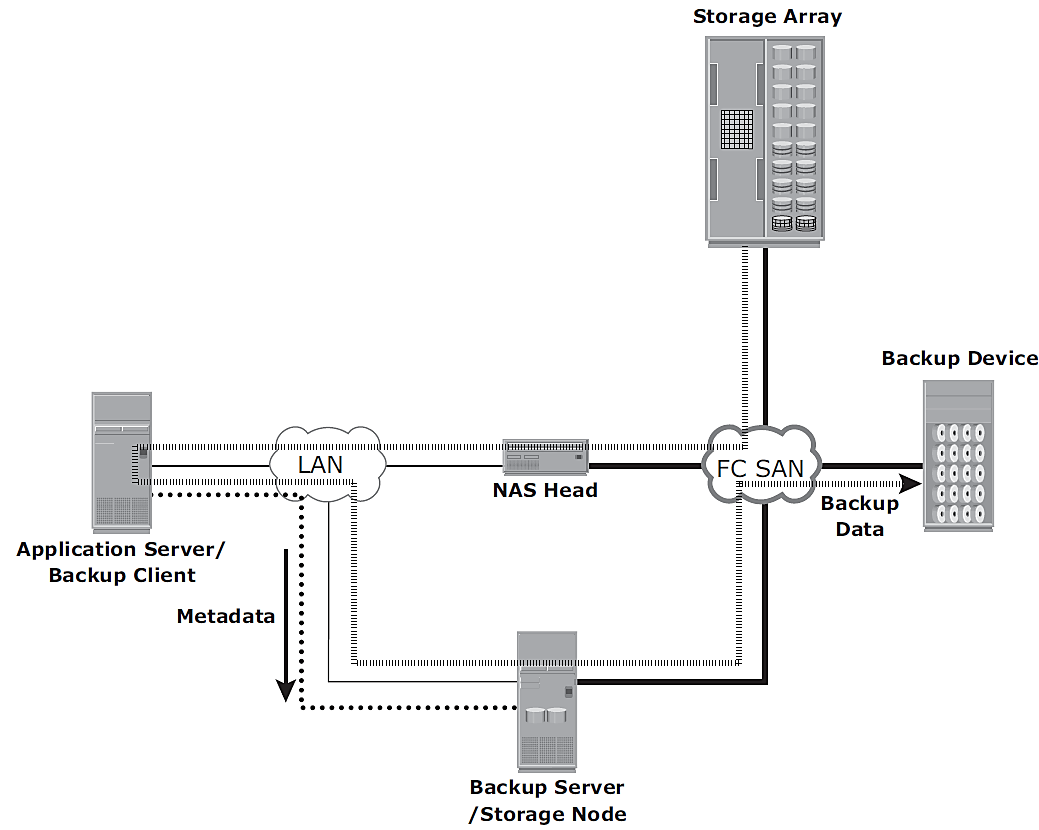 Storage Array
Backup Device
LAN
FC SAN
NAS Head
Backup
Data
Application Server/
Backup Client
Metadata
Backup Server
/Storage Node